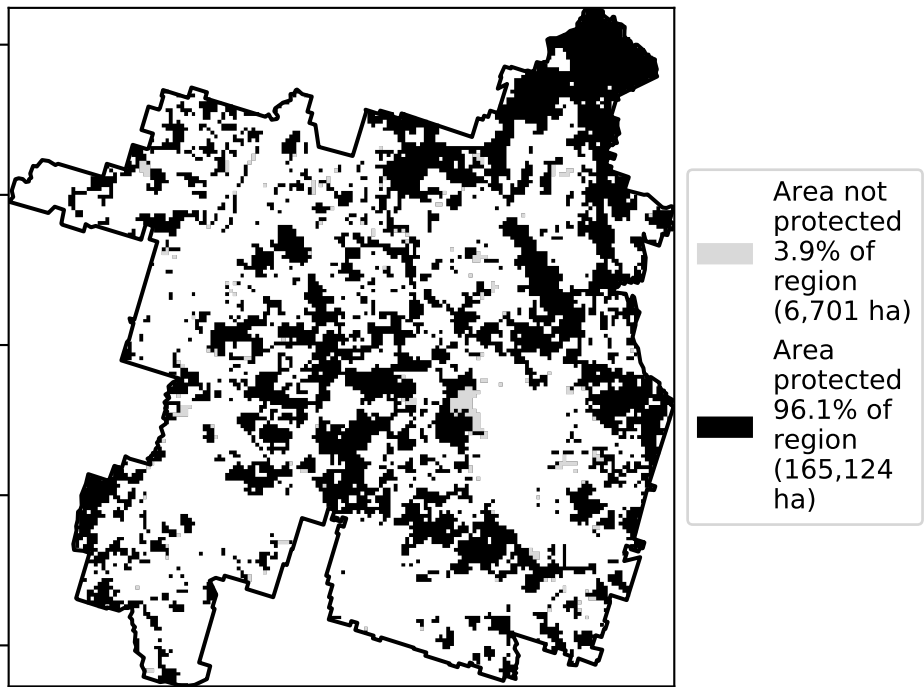 Area not
protected
3.9% of
region
(6,701 ha)
Area
protected
96.1% of
region
(165,124
ha)